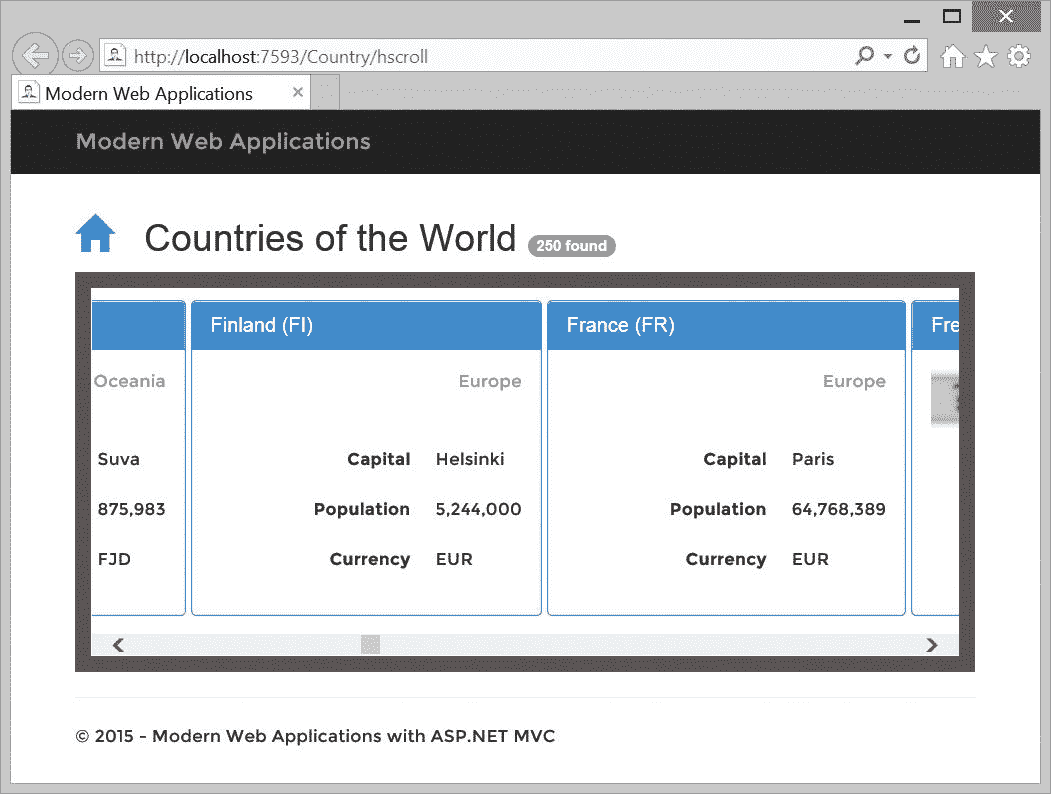 http://localhost:7593/Country/hscroll
Modern Web Applications
Modern Web Applications
Countries of the World 250 found
Oceania
Suva
875,983
FJD
Finland (FI)
Europe
Capital Helsinki
Population 5,244,000
Currency EUR
France (FR)
Europe
Capital Paris
Population 64,768,389
Currency EUR
Fre
© 2015 - Modern Web Applications with ASP.NET MVC